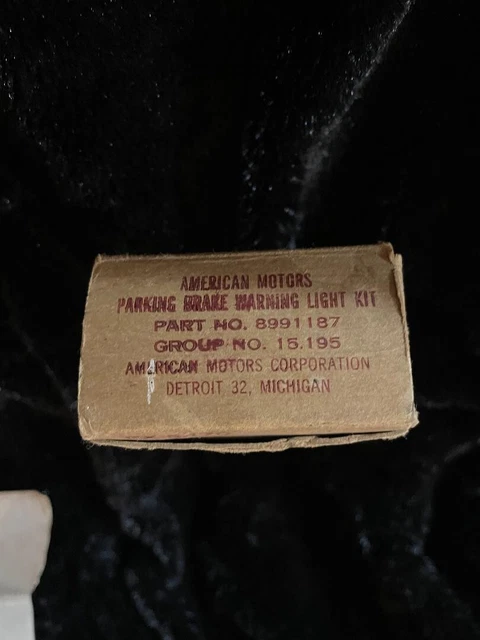 AMERICAN MOTORS
PARKING BRAKE WARNING LIGHT KIT
PART NO. 8991187
GROUP NO. 15.195
AMERICAN MOTORS CORPORATION
DETROIT 32, MICHIGAN